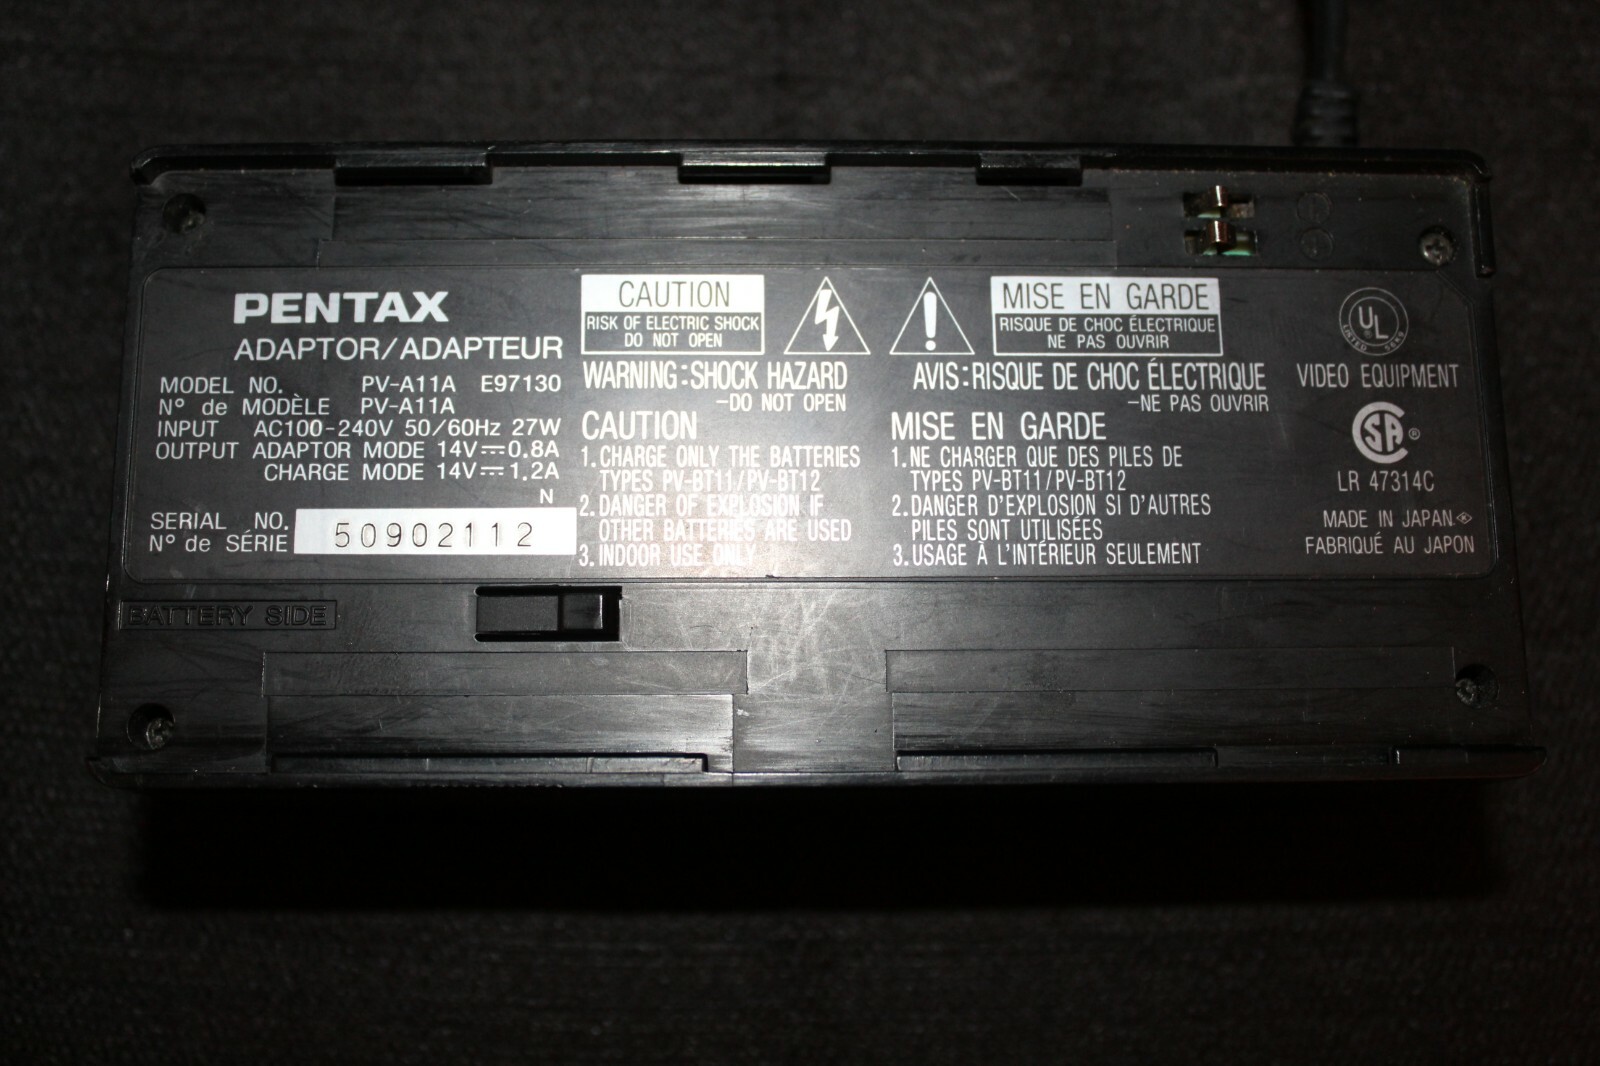 PENTAX
ADAPTOR/ADAPTEUR
MODEL NO. PV-A11A E97130
N° de MODÈLE PV-A11A
INPUT AC100-240V 50/60Hz 27W
OUTPUT ADAPTOR MODE 14V⎓0.8A
CHARGE MODE 14V⎓1.2A
N
SERIAL NO.
N° de SÉRIE
50902112
CAUTION
RISK OF ELECTRIC SHOCK
DO NOT OPEN
WARNING:SHOCK HAZARD
-DO NOT OPEN
CAUTION
1.CHARGE ONLY THE BATTERIES
TYPES PV-BT11/PV-BT12
2.DANGER OF EXPLOSION IF
OTHER BATTERIES ARE USED
3.INDOOR USE ONLY
MISE EN GARDE
RISQUE DE CHOC ÉLECTRIQUE
NE PAS OUVRIR
AVIS:RISQUE DE CHOC ÉLECTRIQUE
-NE PAS OUVRIR
MISE EN GARDE
1.NE CHARGER QUE DES PILES DE
TYPES PV-BT11/PV-BT12
2.DANGER D'EXPLOSION SI D'AUTRES
PILES SONT UTILISÉES
3.USAGE À L'INTÉRIEUR SEULEMENT
UL
LISTED
VIDEO EQUIPMENT
SA®
LR 47314C
MADE IN JAPAN
FABRIQUÉ AU JAPON
BATTERY SIDE